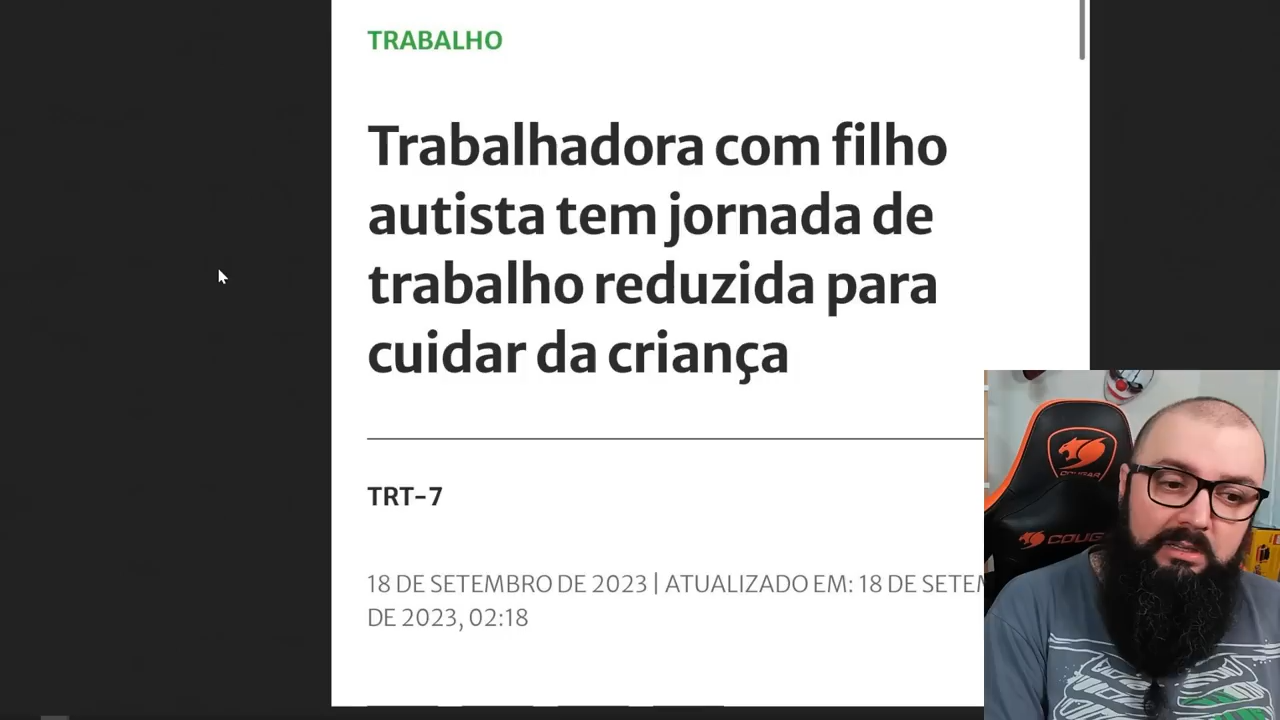 TRABALHO
Trabalhadora com filho
autista tem jornada de
trabalho reduzida para
cuidar da criança
TRT-7
18 DE SETEMBRO DE 2023 | ATUALIZADO EM: 18 DE SETEM
DE 2023, 02:18
COUGAR
COUG